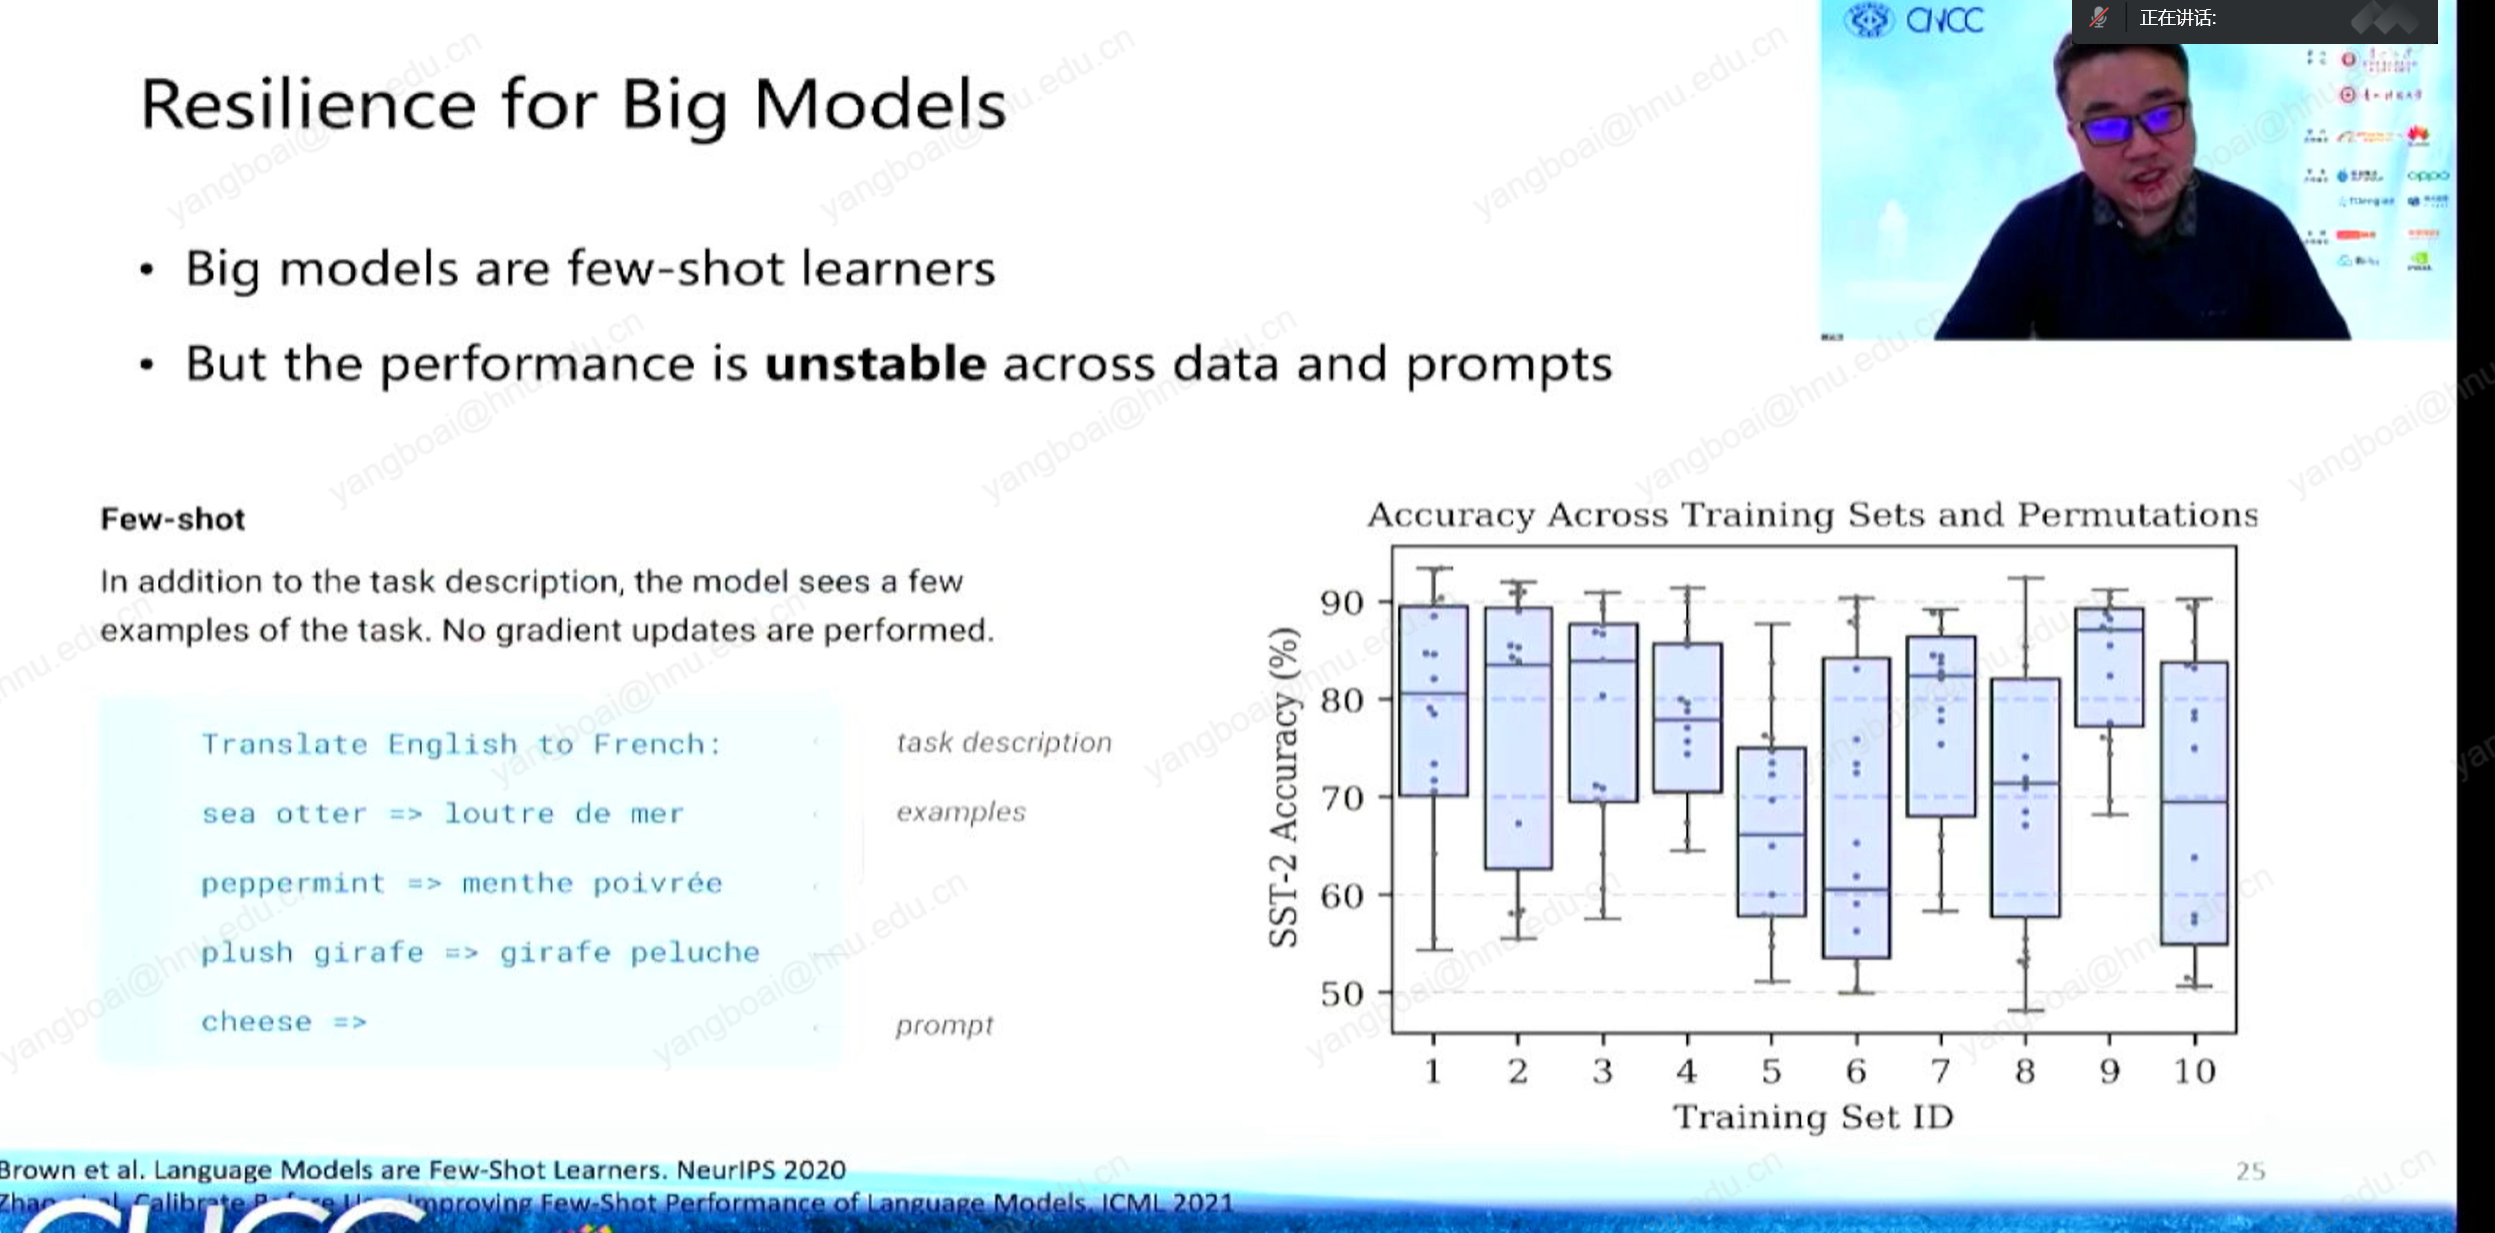 CNCC
正在讲话:
oppo
Resilience for Big Models
• Big models are few-shot learners
• But the performance is unstable across data and prompts
Few-shot
In addition to the task description, the model sees a few
examples of the task. No gradient updates are performed.
Translate English to French: task description
sea otter => loutre de mer examples
peppermint => menthe poivrée
plush girafe => girafe peluche
cheese => prompt
Accuracy Across Training Sets and Permutations
SST-2 Accuracy (%)
90
80
70
60
50
1 2 3 4 5 6 7 8 9 10
Training Set ID
Brown et al. Language Models are Few-Shot Learners. NeurIPS 2020
25
Improving Few-Shot Performance of Language Models. ICML 2021
yangboai@hnu.edu.cn